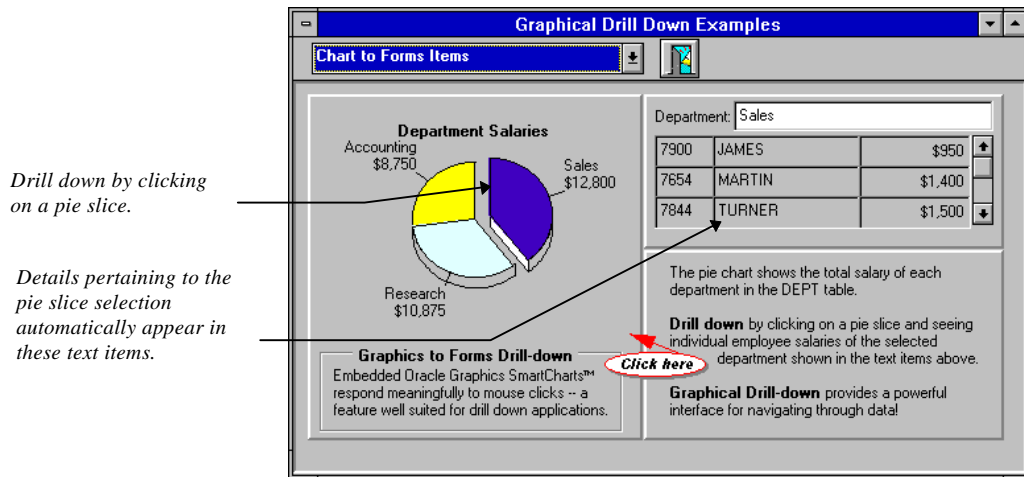 Graphical Drill Down Examples
Chart to Forms Items
Drill down by clicking
on a pie slice.
Details pertaining to the
pie slice selection
automatically appear in
these text items.
Department Salaries
Accounting
$8,750
Sales
$12,800
Research
$10,875
Graphics to Forms Drill-down
Embedded Oracle Graphics SmartCharts™
respond meaningfully to mouse clicks -- a
feature well suited for drill down applications.
Department: Sales
7900 JAMES $950
7654 MARTIN $1,400
7844 TURNER $1,500
The pie chart shows the total salary of each
department in the DEPT table.
Drill down by clicking on a pie slice and seeing
individual employee salaries of the selected
department shown in the text items above.
Click here
Graphical Drill-down provides a powerful
interface for navigating through data!